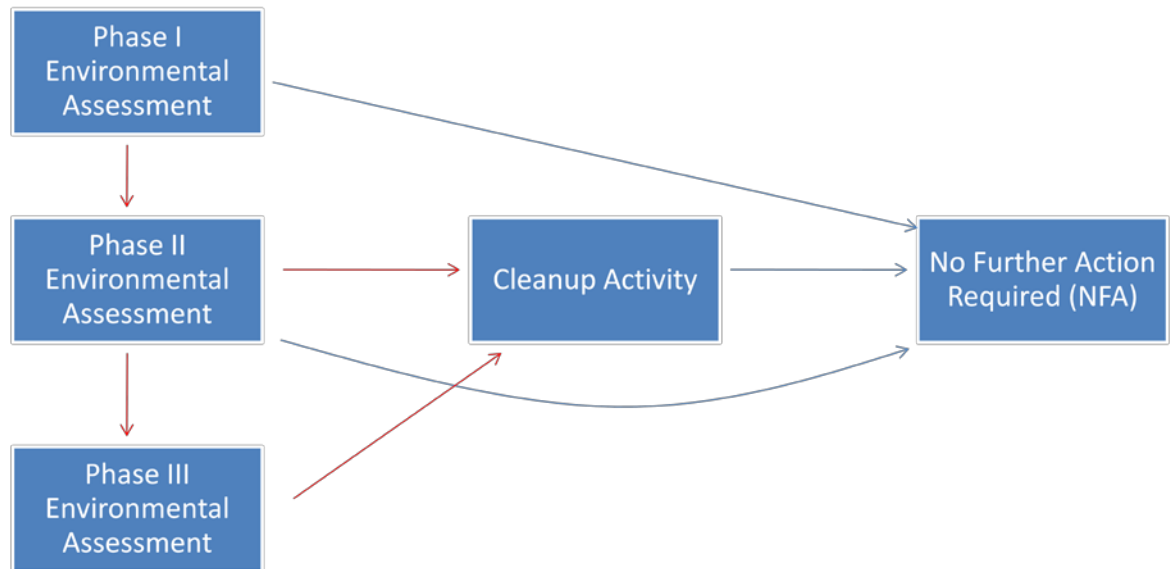 Phase I
Environmental
Assessment
Phase II
Environmental
Assessment
Cleanup Activity
No Further Action
Required (NFA)
Phase III
Environmental
Assessment